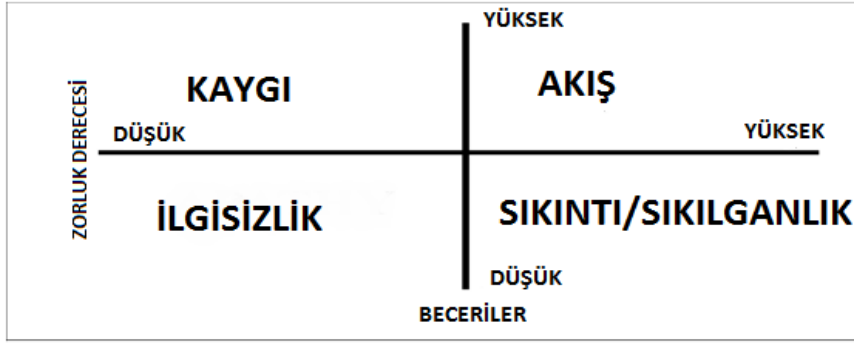 YÜKSEK
KAYGI
AKIŞ
ZORLUK DERECESİ
DÜŞÜK
YÜKSEK
İLGİSİZLİK
SIKINTI/SIKILGANLIK
DÜŞÜK
BECERİLER